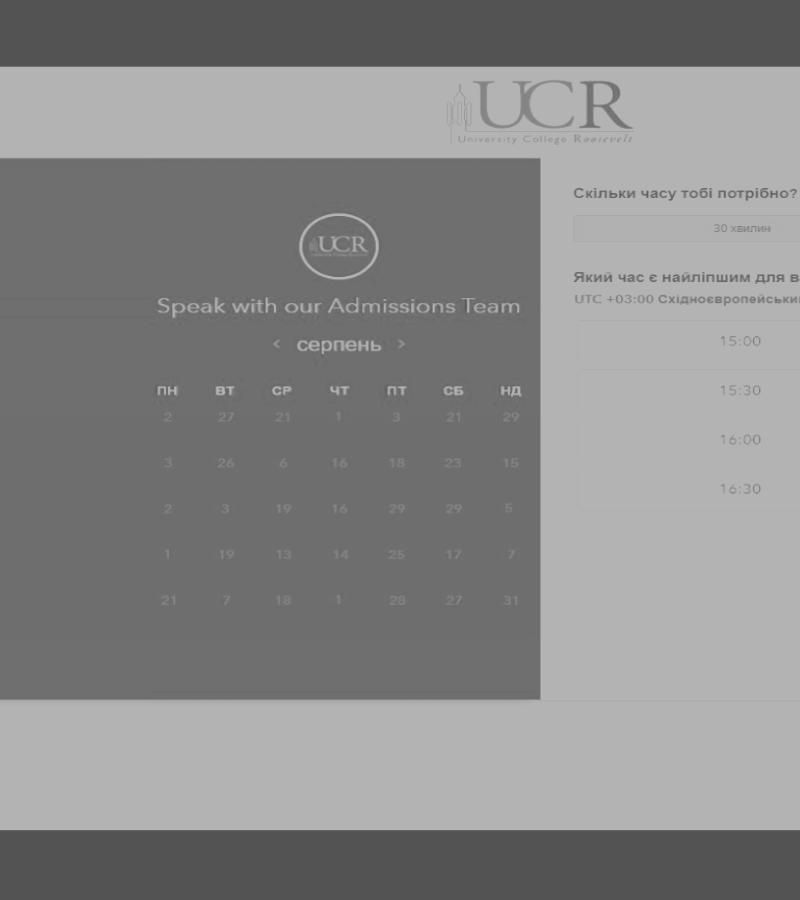 UCR
University College Roosevelt
UCR
Speak with our Admissions Team
< серпень >
ПН ВТ СР ЧТ ПТ СБ НД
2 27 21 1 3 21 29
3 26 6 16 18 23 15
2 3 19 16 29 29 5
1 19 13 14 25 17 7
21 7 18 1 28 27 31
Скільки часу тобі потрібно?
30 хвилин
Який час є найліпшим для в
UTC +03:00 Східноєвропейськи
15:00
15:30
16:00
16:30